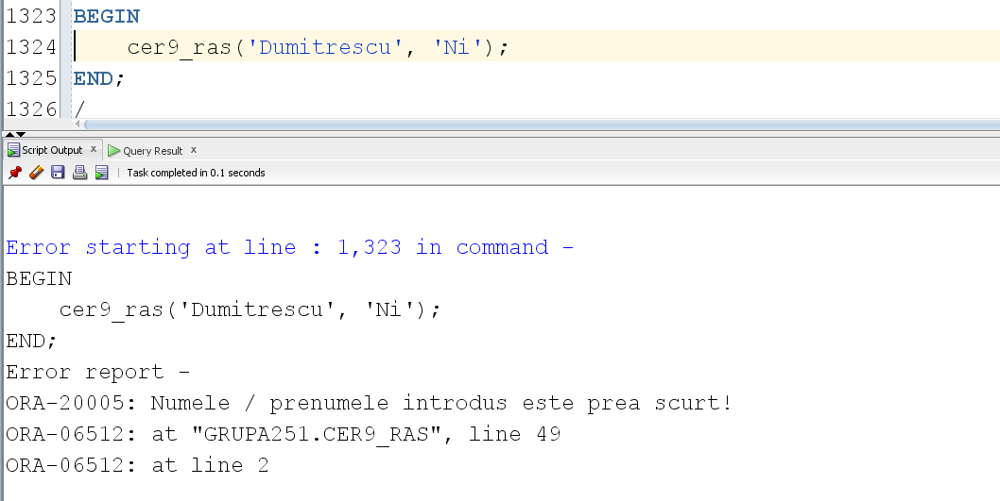 1323 BEGIN
1324     cer9_ras('Dumitrescu', 'Ni');
1325 END;
1326 /
Script Output x Query Result x
Task completed in 0.1 seconds
Error starting at line : 1,323 in command -
BEGIN
    cer9_ras('Dumitrescu', 'Ni');
END;
Error report -
ORA-20005: Numele / prenumele introdus este prea scurt!
ORA-06512: at "GRUPA251.CER9_RAS", line 49
ORA-06512: at line 2